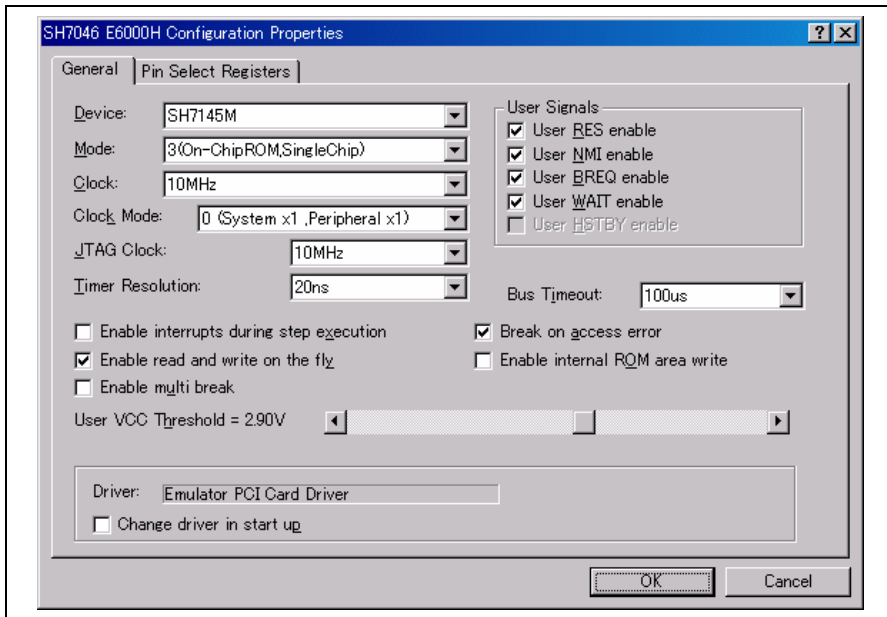 SH7046 E6000H Configuration Properties
General
Pin Select Registers
Device: SH7145M
Mode: 3(On-ChipROM,SingleChip)
Clock: 10MHz
Clock Mode: 0 (System x1 ,Peripheral x1)
JTAG Clock: 10MHz
Timer Resolution: 20ns
User Signals
User RES enable
User NMI enable
User BREQ enable
User WAIT enable
User HSTBY enable
Bus Timeout: 100us
Enable interrupts during step execution
Break on access error
Enable read and write on the fly
Enable internal ROM area write
Enable multi break
User VCC Threshold = 2.90V
Driver: Emulator PCI Card Driver
Change driver in start up
OK
Cancel